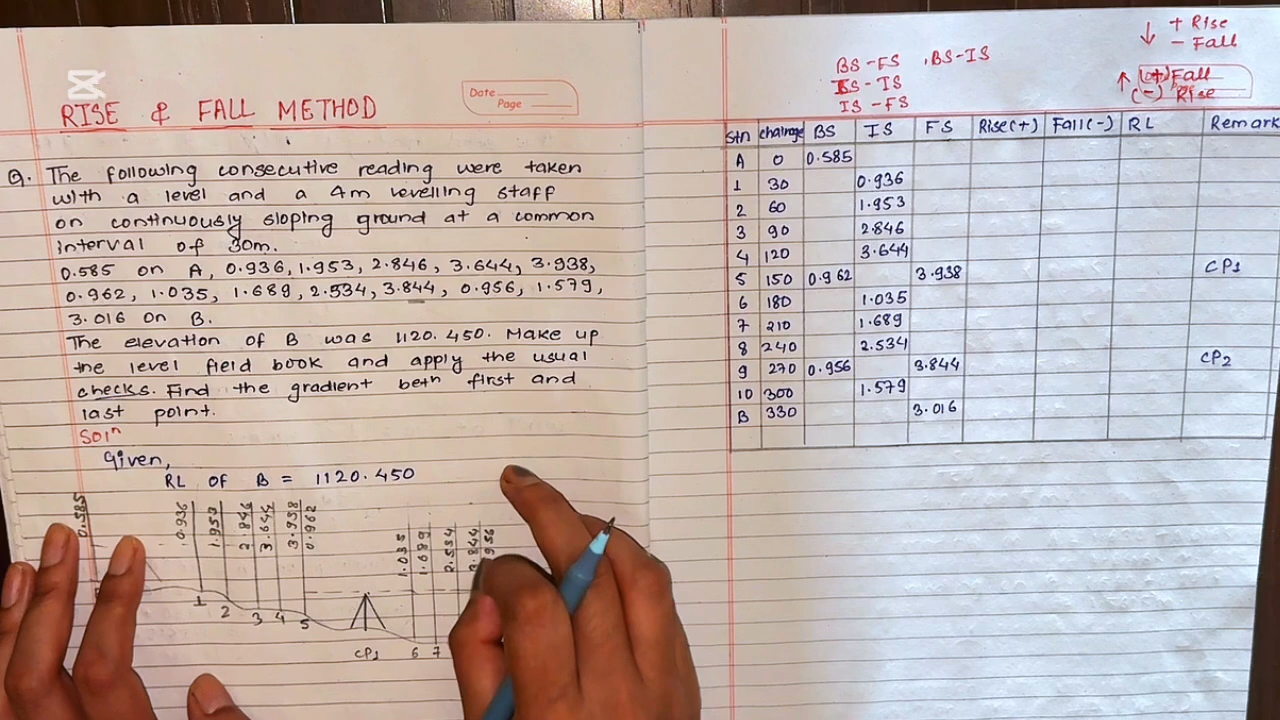 RISE & FALL METHOD
Date
Page
Q. The following consecutive reading were taken
with a level and a 4m levelling staff
on continuously sloping ground at a common
interval of 30m.
0.585 on A, 0.936, 1.953, 2.846, 3.644, 3.938,
0.962, 1.035, 1.689, 2.534, 3.844, 0.956, 1.579,
3.016 on B.
The elevation of B was 1120.450. Make up
the level field book and apply the usual
checks. Find the gradient betn first and
last point.
Soln
Given,
RL OF B = 1120.450
0.585 0.936 1.953 2.846 3.644 3.938 0.962 1.035 1.689 2.534
1 2 3 4 5 CP1 6 7
↓ + Rise
- Fall
BS-FS , BS-IS
IS-IS
IS-FS
↑ (+) Fall
(-) Rise
Stn chainage BS IS FS Rise(+) Fall(-) RL Remark
A 0 0.585
1 30 0.936
2 60 1.953
3 90 2.846
4 120 3.644
5 150 0.962 3.938 CP1
6 180 1.035
7 210 1.689
8 240 2.534
9 270 0.956 3.844 CP2
10 300 1.579
B 330 3.016